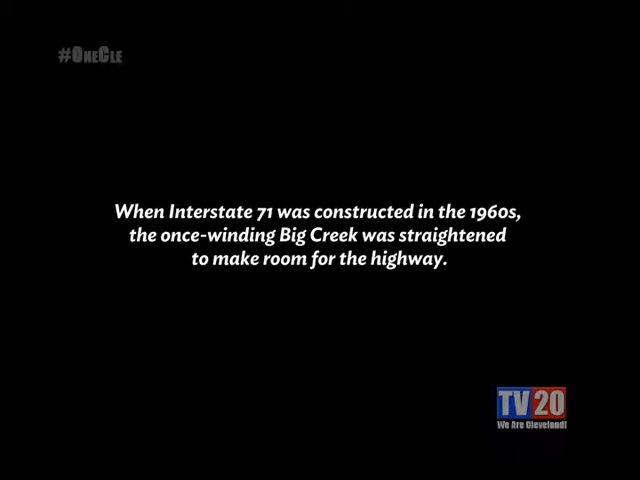 #OneCle
When Interstate 71 was constructed in the 1960s,
the once-winding Big Creek was straightened
to make room for the highway.
TV20
We Are Cleveland!